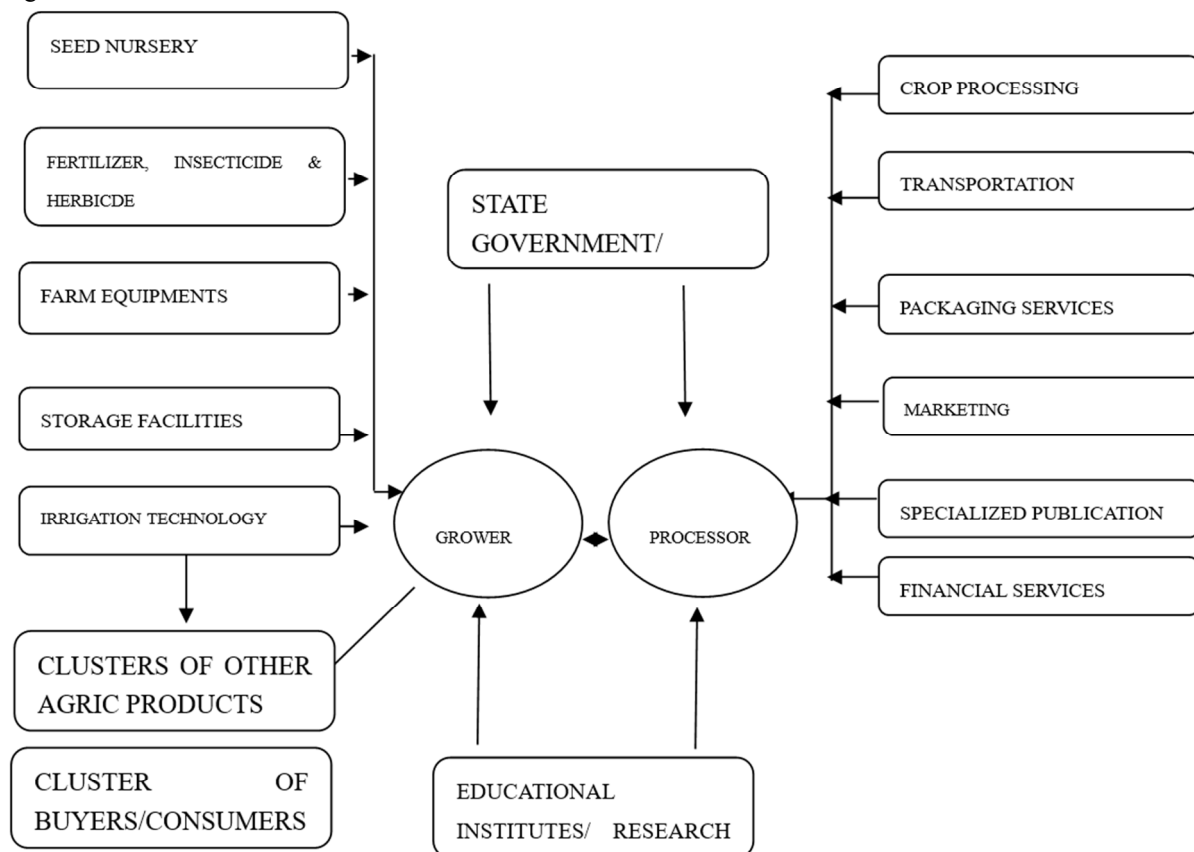 SEED NURSERY
FERTILIZER, INSECTICIDE &
HERBICDE
FARM EQUIPMENTS
STORAGE FACILITIES
IRRIGATION TECHNOLOGY
CLUSTERS OF OTHER
AGRIC PRODUCTS
CLUSTER OF
BUYERS/CONSUMERS
STATE
GOVERNMENT/
GROWER
PROCESSOR
EDUCATIONAL
INSTITUTES/ RESEARCH
CROP PROCESSING
TRANSPORTATION
PACKAGING SERVICES
MARKETING
SPECIALIZED PUBLICATION
FINANCIAL SERVICES